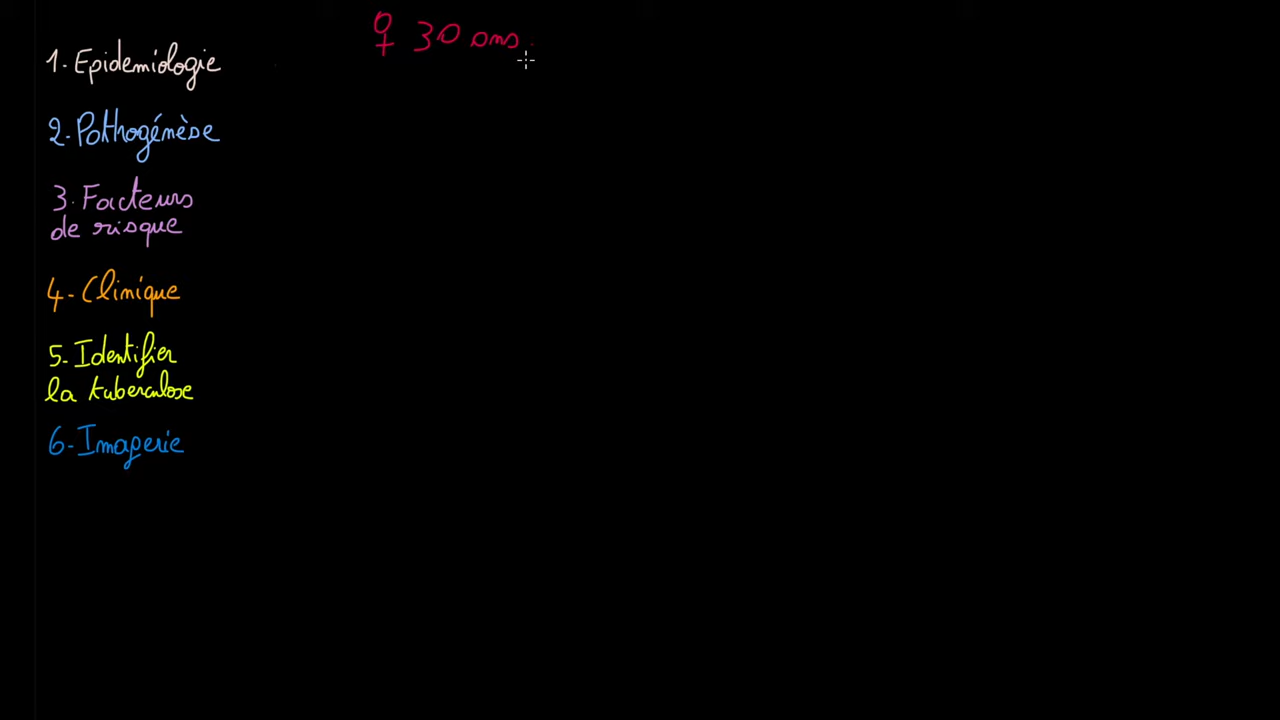 ♀ 30 ans
1. Epidemiologie
2. Pathogénèse
3. Facteurs
de risque
4- Clinique
5. Identifier
la tuberculose
6- Imagerie